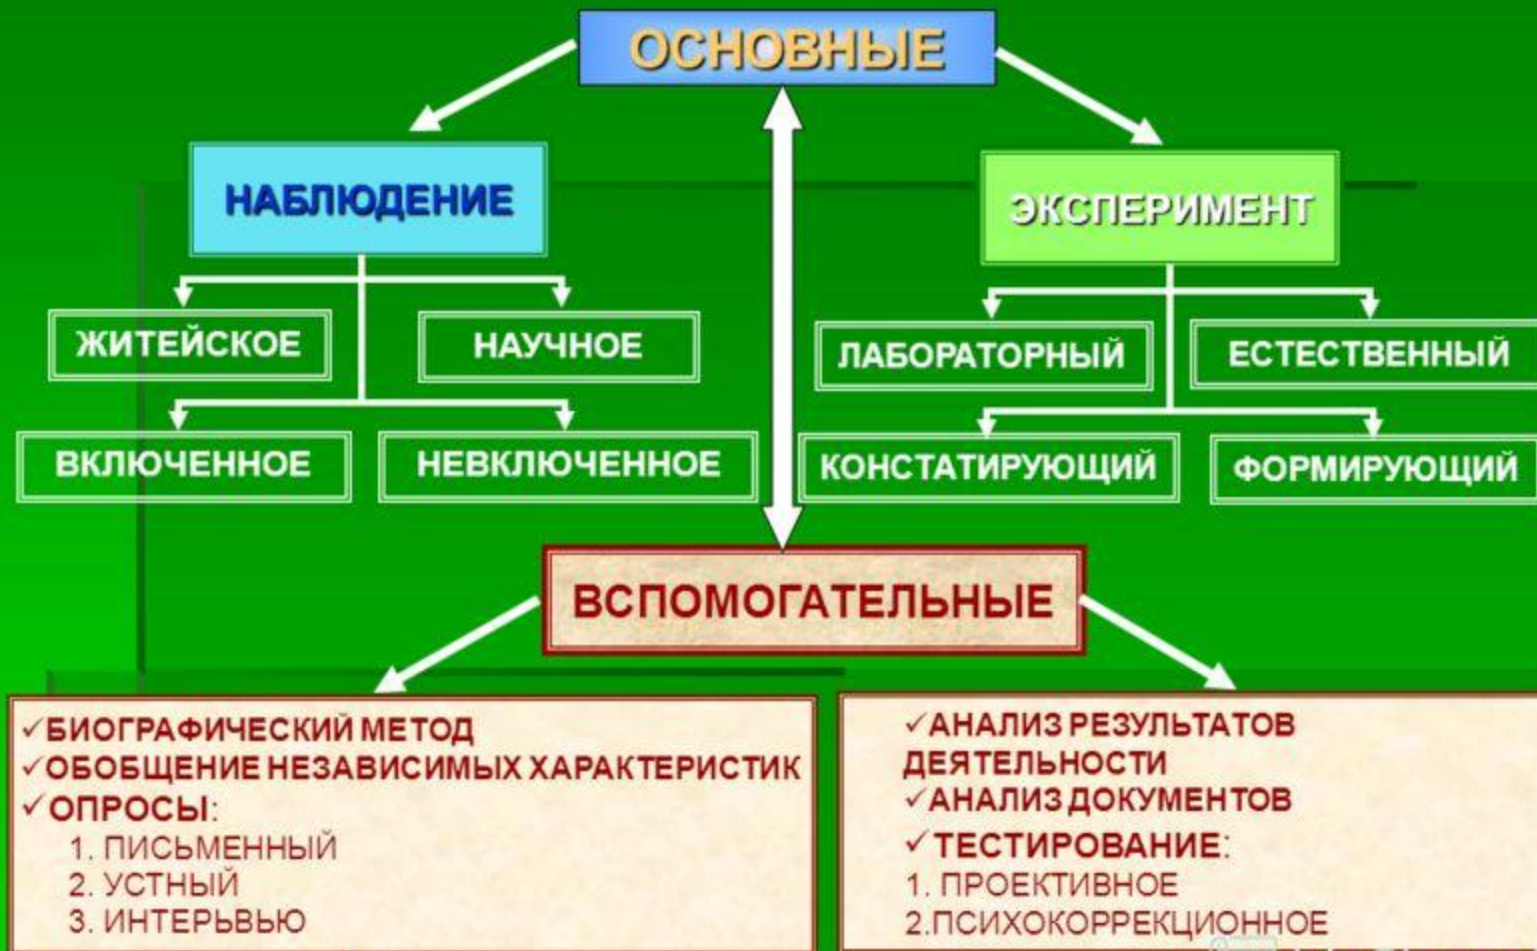 ОСНОВНЫЕ
НАБЛЮДЕНИЕ
ЭКСПЕРИМЕНТ
ЖИТЕЙСКОЕ
НАУЧНОЕ
ЛАБОРАТОРНЫЙ
ЕСТЕСТВЕННЫЙ
ВКЛЮЧЕННОЕ
НЕВКЛЮЧЕННОЕ
КОНСТАТИРУЮЩИЙ
ФОРМИРУЮЩИЙ
ВСПОМОГАТЕЛЬНЫЕ
✓БИОГРАФИЧЕСКИЙ МЕТОД
✓ОБОБЩЕНИЕ НЕЗАВИСИМЫХ ХАРАКТЕРИСТИК
✓ОПРОСЫ:
1. ПИСЬМЕННЫЙ
2. УСТНЫЙ
3. ИНТЕРЬВЬЮ
✓АНАЛИЗ РЕЗУЛЬТАТОВ
ДЕЯТЕЛЬНОСТИ
✓АНАЛИЗ ДОКУМЕНТОВ
✓ТЕСТИРОВАНИЕ:
1. ПРОЕКТИВНОЕ
2.ПСИХОКОРРЕКЦИОННОЕ